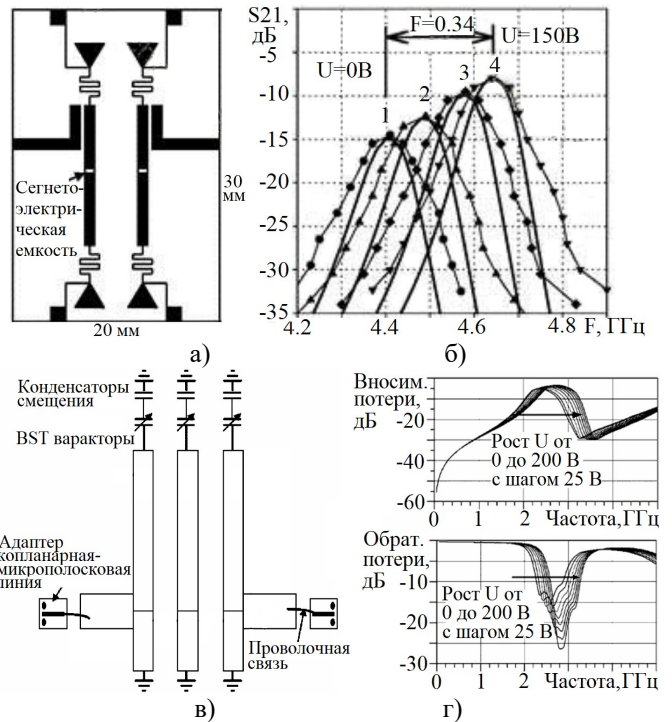 Сегнето-
электри-
ческая
емкость
30
мм
20 мм
а)
S21,
дБ
F=0.34
U=0В
U=150В
1
2
3
4
-5
-10
-15
-20
-25
-30
-35
4.2
4.4
4.6
4.8
F, ГГц
б)
Конденсаторы
смещения
BST варакторы
Адаптер
копланарная-
микрополосковая
линия
Проволочная
связь
в)
Вносим.
потери,
дБ
-20
-40
-60
Рост U от
0 до 200 В
с шагом 25 В
0
1
2
Частота,ГГц
Обрат.
потери,
дБ
-10
-20
-30
Рост U от
0 до 200 В
с шагом 25 В
0
1
2
Частота,ГГц
г)